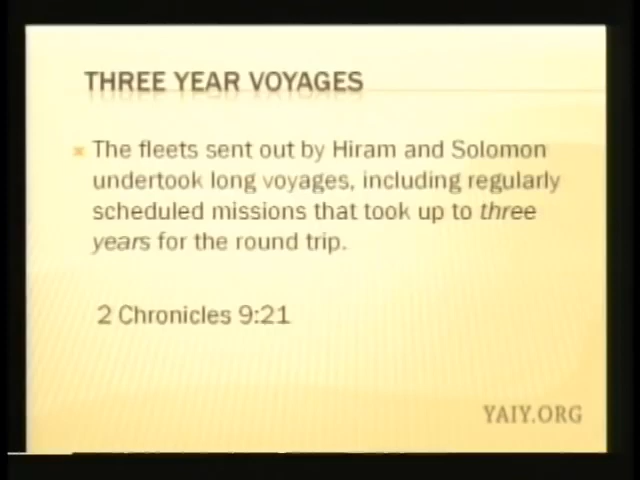 THREE YEAR VOYAGES
The fleets sent out by Hiram and Solomon
undertook long voyages, including regularly
scheduled missions that took up to three
years for the round trip.
2 Chronicles 9:21
YAIY.ORG